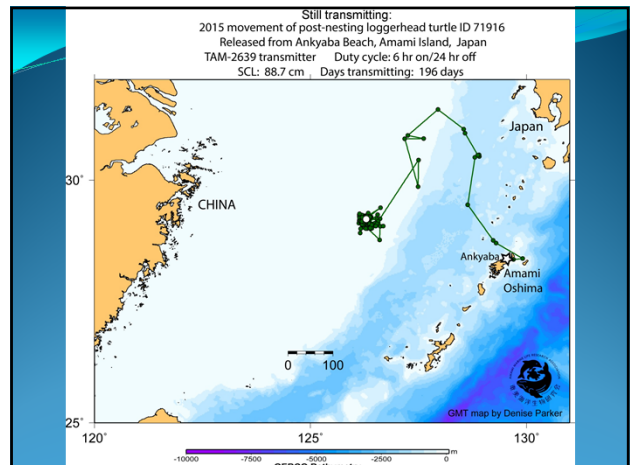 Still transmitting:
2015 movement of post-nesting loggerhead turtle ID 71916
Released from Ankyaba Beach, Amami Island, Japan
TAM-2639 transmitter Duty cycle: 6 hr on/24 hr off
SCL: 88.7 cm Days transmitting: 196 days
Japan
30˚
CHINA
Ankyaba
Amami
Oshima
0 100
GMT map by Denise Parker
25˚
120˚ 125˚ 130˚
m
-10000 -7500 -5000 -2500 0